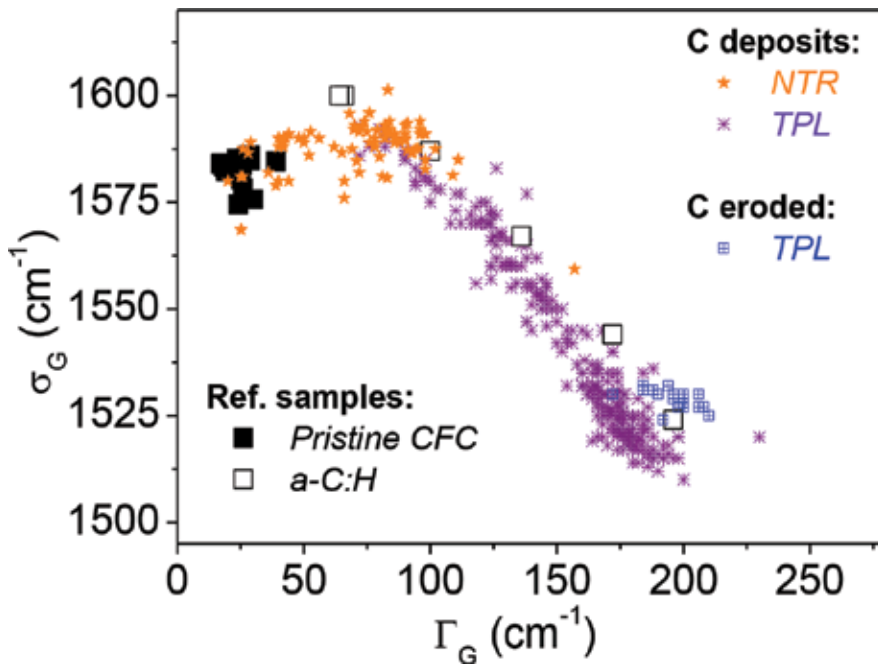 C deposits:
NTR
TPL
C eroded:
TPL
Ref. samples:
Pristine CFC
a-C:H
σG (cm-1)
1600
1575
1550
1525
1500
0 50 100 150 200 250
ΓG (cm-1)